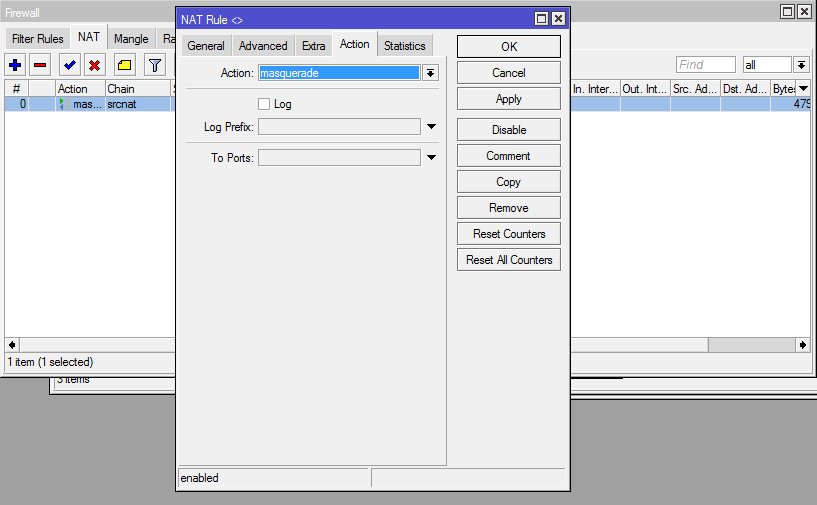 Firewall
Filter Rules NAT Mangle Ra
Find all
# Action Chain S In. Inter... Out. Int... Src. Ad... Dst. Ad... Bytes
0 mas... srcnat 479
1 item (1 selected)
3 items
NAT Rule <>
General Advanced Extra Action Statistics
Action: masquerade
Log
Log Prefix:
To Ports:
OK
Cancel
Apply
Disable
Comment
Copy
Remove
Reset Counters
Reset All Counters
enabled